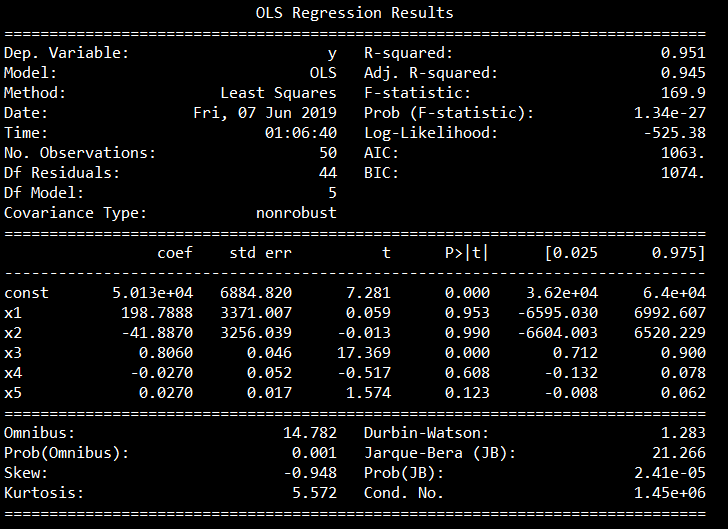 OLS Regression Results
==============================================================================
Dep. Variable:                      y   R-squared:                       0.951
Model:                            OLS   Adj. R-squared:                  0.945
Method:                 Least Squares   F-statistic:                     169.9
Date:                Fri, 07 Jun 2019   Prob (F-statistic):           1.34e-27
Time:                        01:06:40   Log-Likelihood:                -525.38
No. Observations:                  50   AIC:                             1063.
Df Residuals:                      44   BIC:                             1074.
Df Model:                           5
Covariance Type:            nonrobust
==============================================================================
                 coef    std err          t      P>|t|      [0.025      0.975]
------------------------------------------------------------------------------
const       5.013e+04   6884.820      7.281      0.000    3.62e+04     6.4e+04
x1           198.7888   3371.007      0.059      0.953   -6595.030    6992.607
x2           -41.8870   3256.039     -0.013      0.990   -6604.003    6520.229
x3             0.8060      0.046     17.369      0.000       0.712       0.900
x4            -0.0270      0.052     -0.517      0.608      -0.132       0.078
x5             0.0270      0.017      1.574      0.123      -0.008       0.062
==============================================================================
Omnibus:                       14.782   Durbin-Watson:                   1.283
Prob(Omnibus):                  0.001   Jarque-Bera (JB):               21.266
Skew:                          -0.948   Prob(JB):                     2.41e-05
Kurtosis:                       5.572   Cond. No.                     1.45e+06
==============================================================================